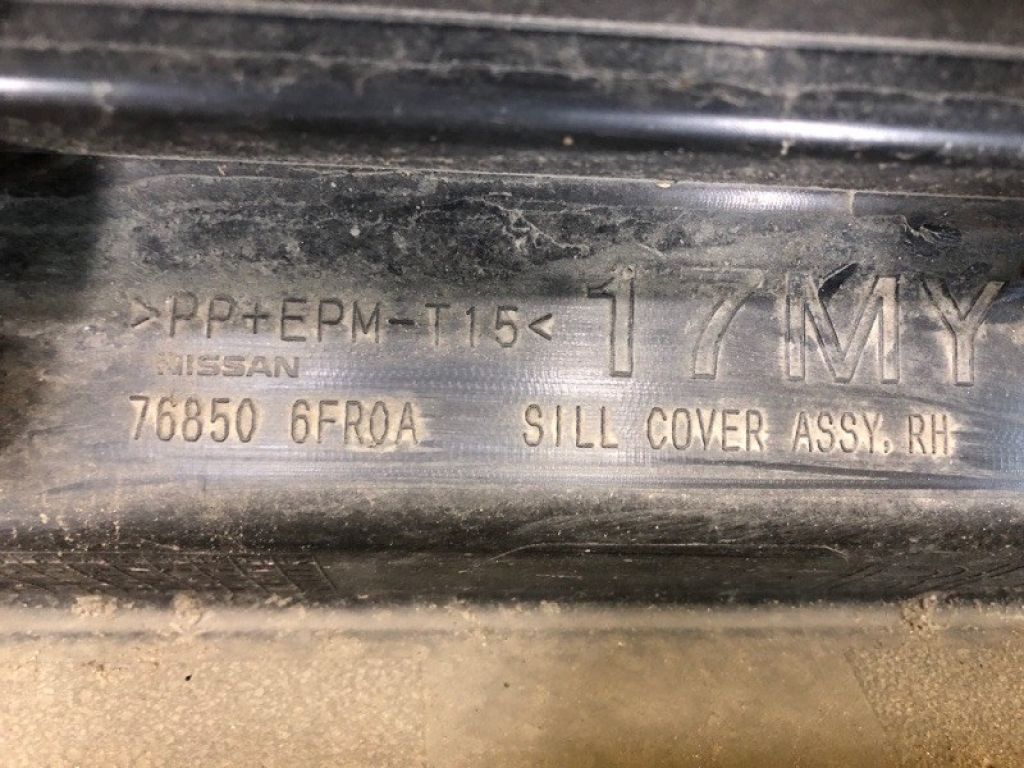 >PP+EPM-T15< 17MY
NISSAN
76850 6FR0A SILL COVER ASSY, RH